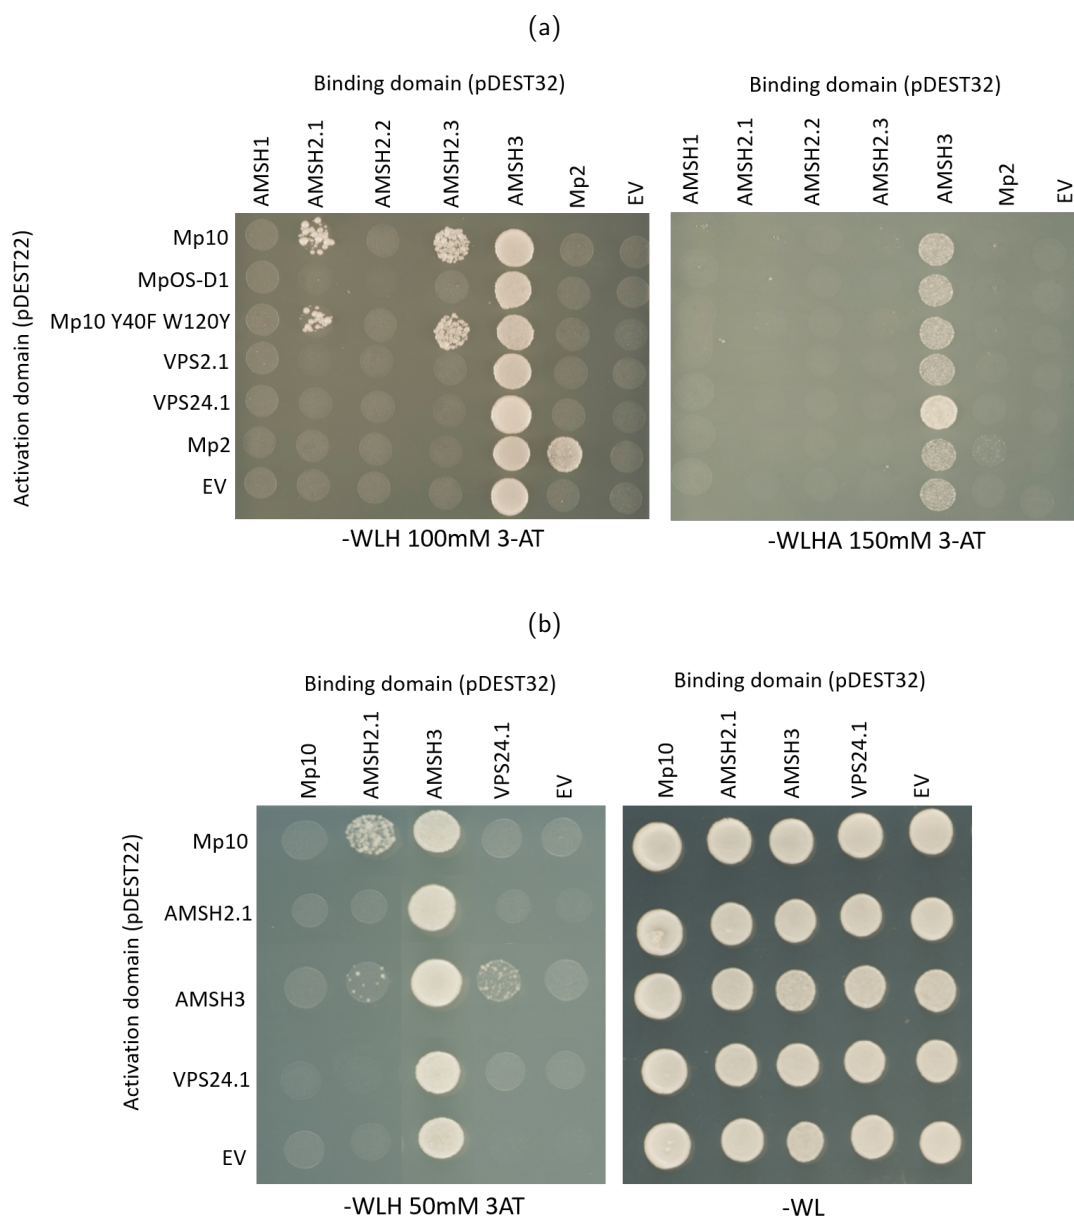 (a)
Binding domain (pDEST32)
Binding domain (pDEST32)
AMSH1
AMSH2.1
AMSH2.2
AMSH2.3
AMSH3
Mp2
EV
AMSH1
AMSH2.1
AMSH2.2
AMSH2.3
AMSH3
Mp2
EV
Activation domain (pDEST22)
Mp10
MpOS-D1
Mp10 Y40F W120Y
VPS2.1
VPS24.1
Mp2
EV
-WLH 100mM 3-AT
-WLHA 150mM 3-AT
(b)
Binding domain (pDEST32)
Binding domain (pDEST32)
Mp10
AMSH2.1
AMSH3
VPS24.1
EV
Mp10
AMSH2.1
AMSH3
VPS24.1
EV
Activation domain (pDEST22)
Mp10
AMSH2.1
AMSH3
VPS24.1
EV
-WLH 50mM 3AT
-WL